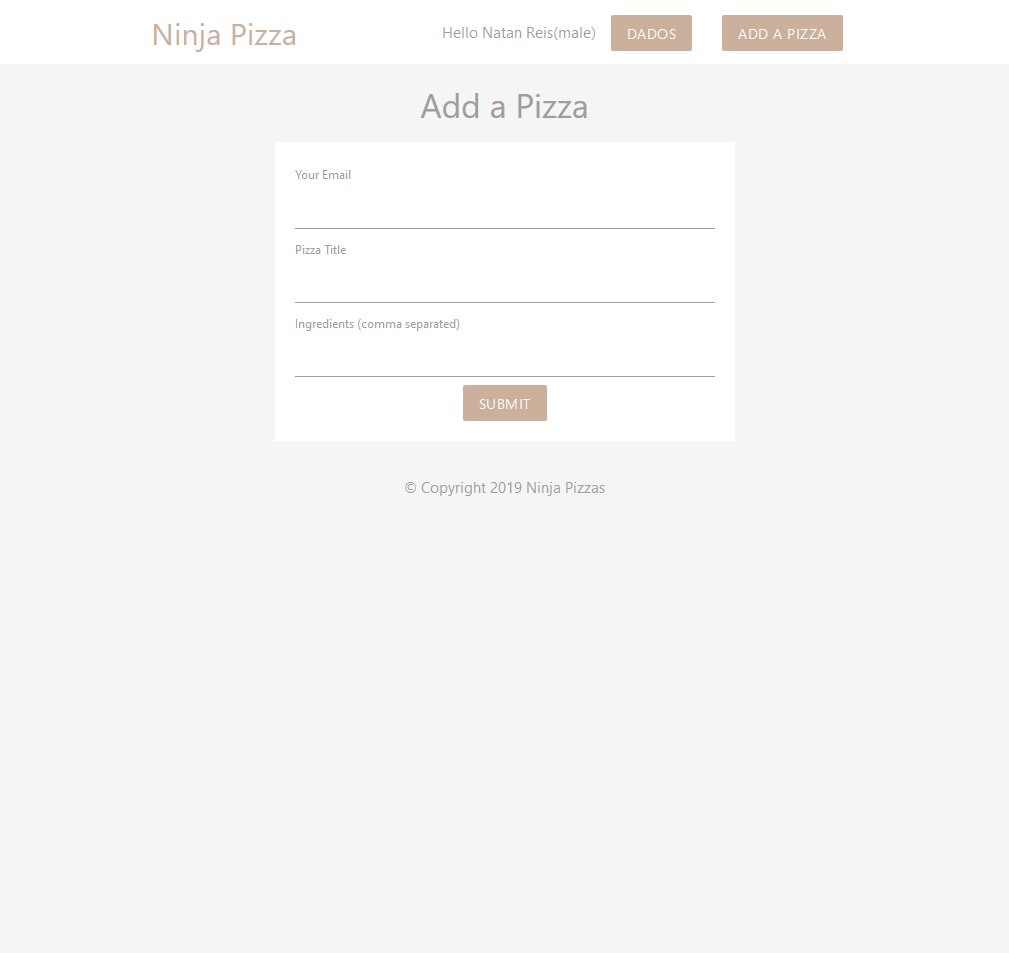 Ninja Pizza
Hello Natan Reis(male)
DADOS
ADD A PIZZA
Add a Pizza
Your Email
Pizza Title
Ingredients (comma separated)
SUBMIT
© Copyright 2019 Ninja Pizzas